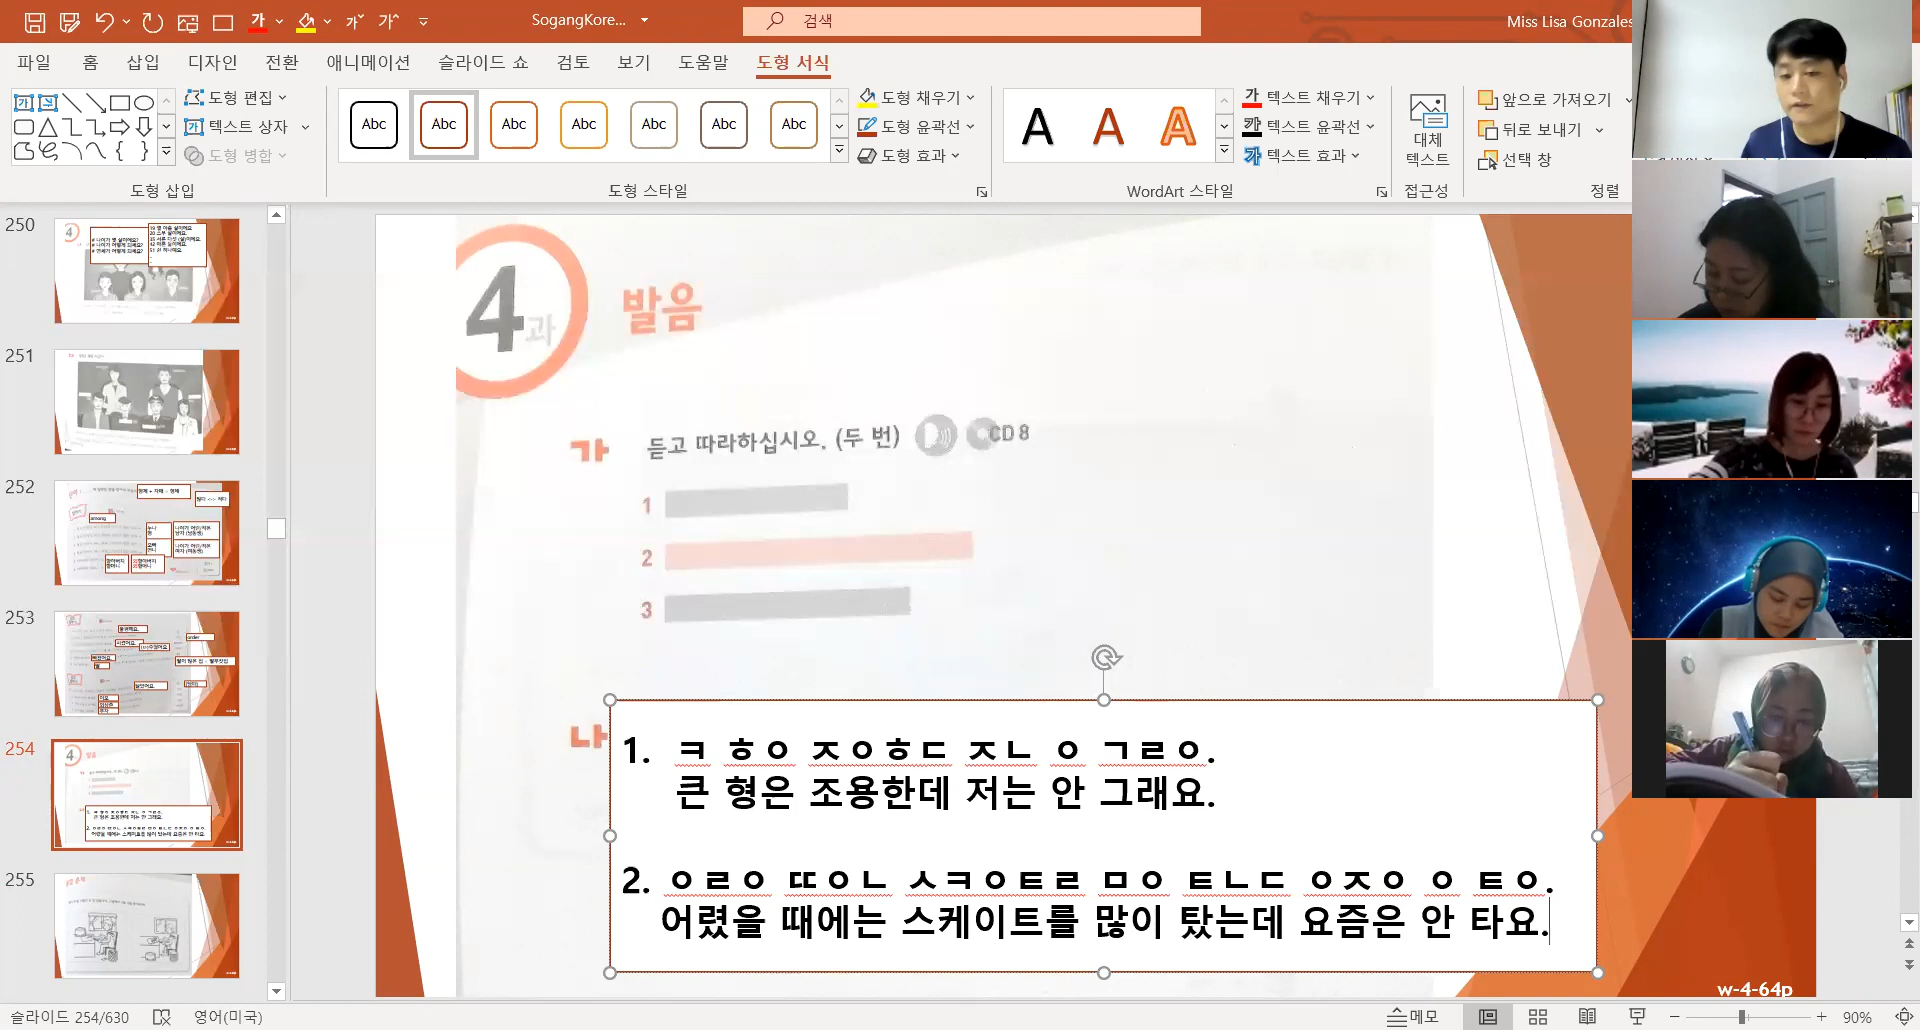 SogangKore...
검색
Miss Lisa Gonzales
파일 홈 삽입 디자인 전환 애니메이션 슬라이드 쇼 검토 보기 도움말 도형 서식
도형 편집
텍스트 상자
도형 병합
도형 삽입
Abc Abc Abc Abc Abc Abc Abc
도형 채우기
도형 윤곽선
도형 효과
도형 스타일
A A A
텍스트 채우기
텍스트 윤곽선
텍스트 효과
WordArt 스타일
대체
텍스트
접근성
앞으로 가져오기
뒤로 보내기
선택 창
정렬
250
251
252
253
254
255
4과 발음
가 듣고 따라하십시오. (두 번) CD 8
1
2
3
나
1. ㅋ ㅎㅇ ㅈㅇㅎㄷ ㅈㄴ ㅇ ㄱㄹㅇ.
큰 형은 조용한데 저는 안 그래요.
2. ㅇㄹㅇ ㄸㅇㄴ ㅅㅋㅇㅌㄹ ㅁㅇ ㅌㄴㄷ ㅇㅈㅇ ㅇ ㅌㅇ.
어렸을 때에는 스케이트를 많이 탔는데 요즘은 안 타요.
w-4-64p
슬라이드 254/630 영어(미국) 메모 90%